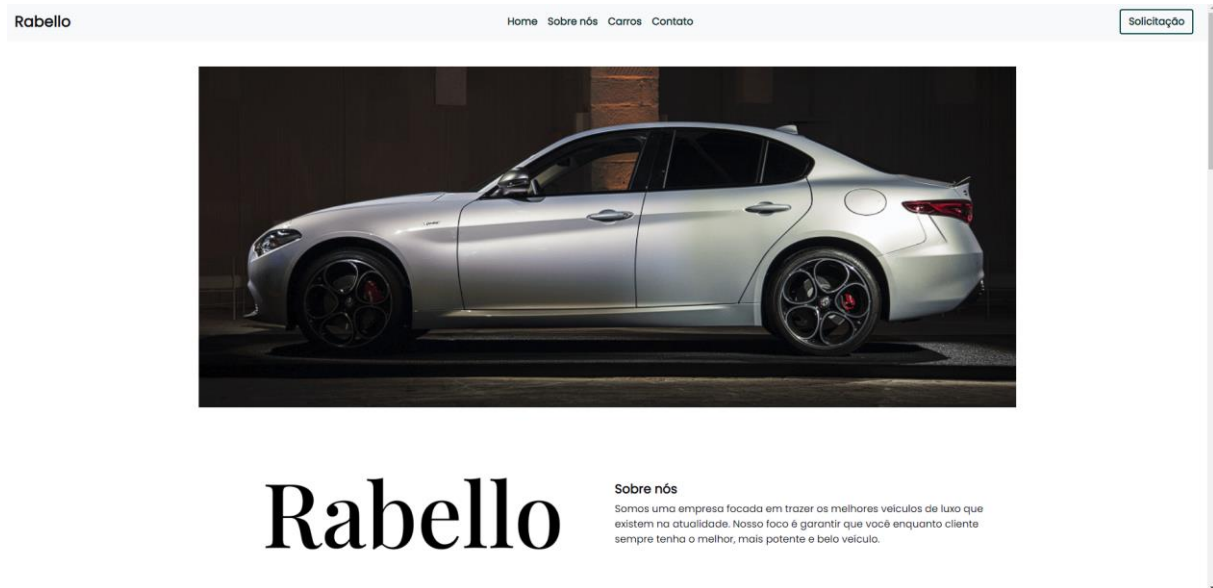 Rabello
Home Sobre nós Carros Contato
Solicitação
Rabello
Sobre nós
Somos uma empresa focada em trazer os melhores veículos de luxo que
existem na atualidade. Nosso foco é garantir que você enquanto cliente
sempre tenha o melhor, mais potente e belo veículo.